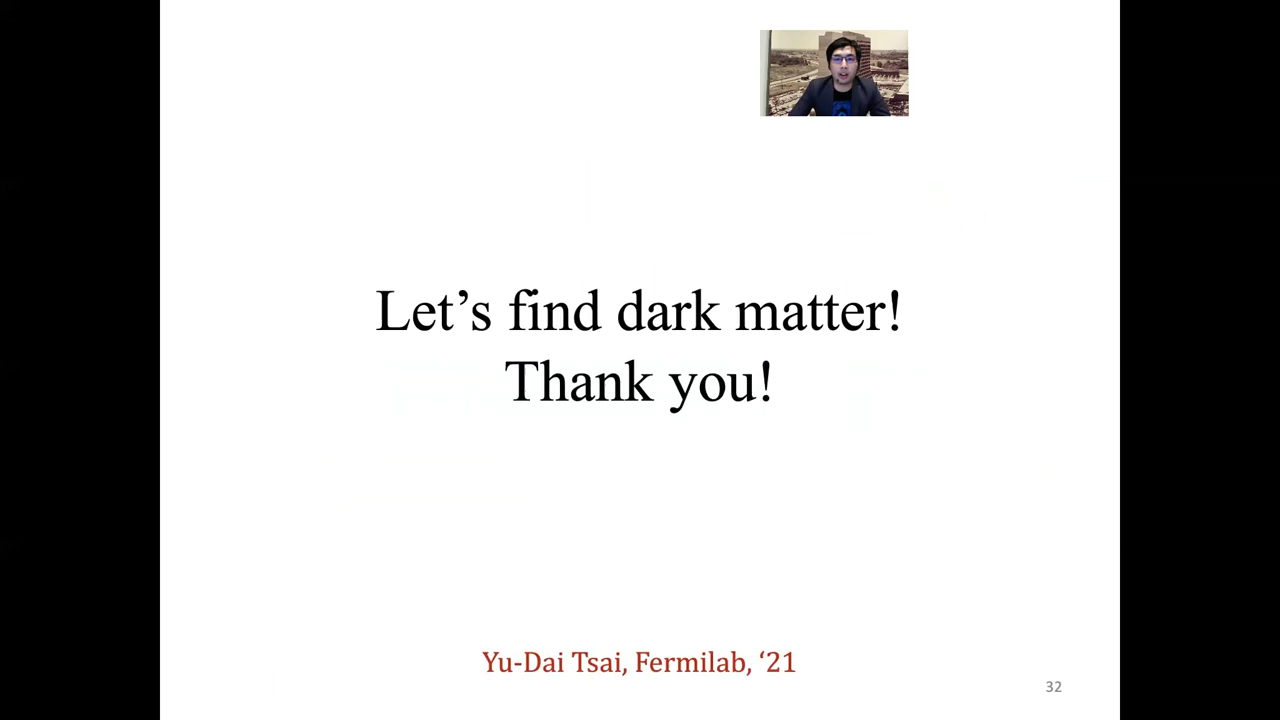 Let’s find dark matter!
Thank you!
Yu-Dai Tsai, Fermilab, ‘21
32